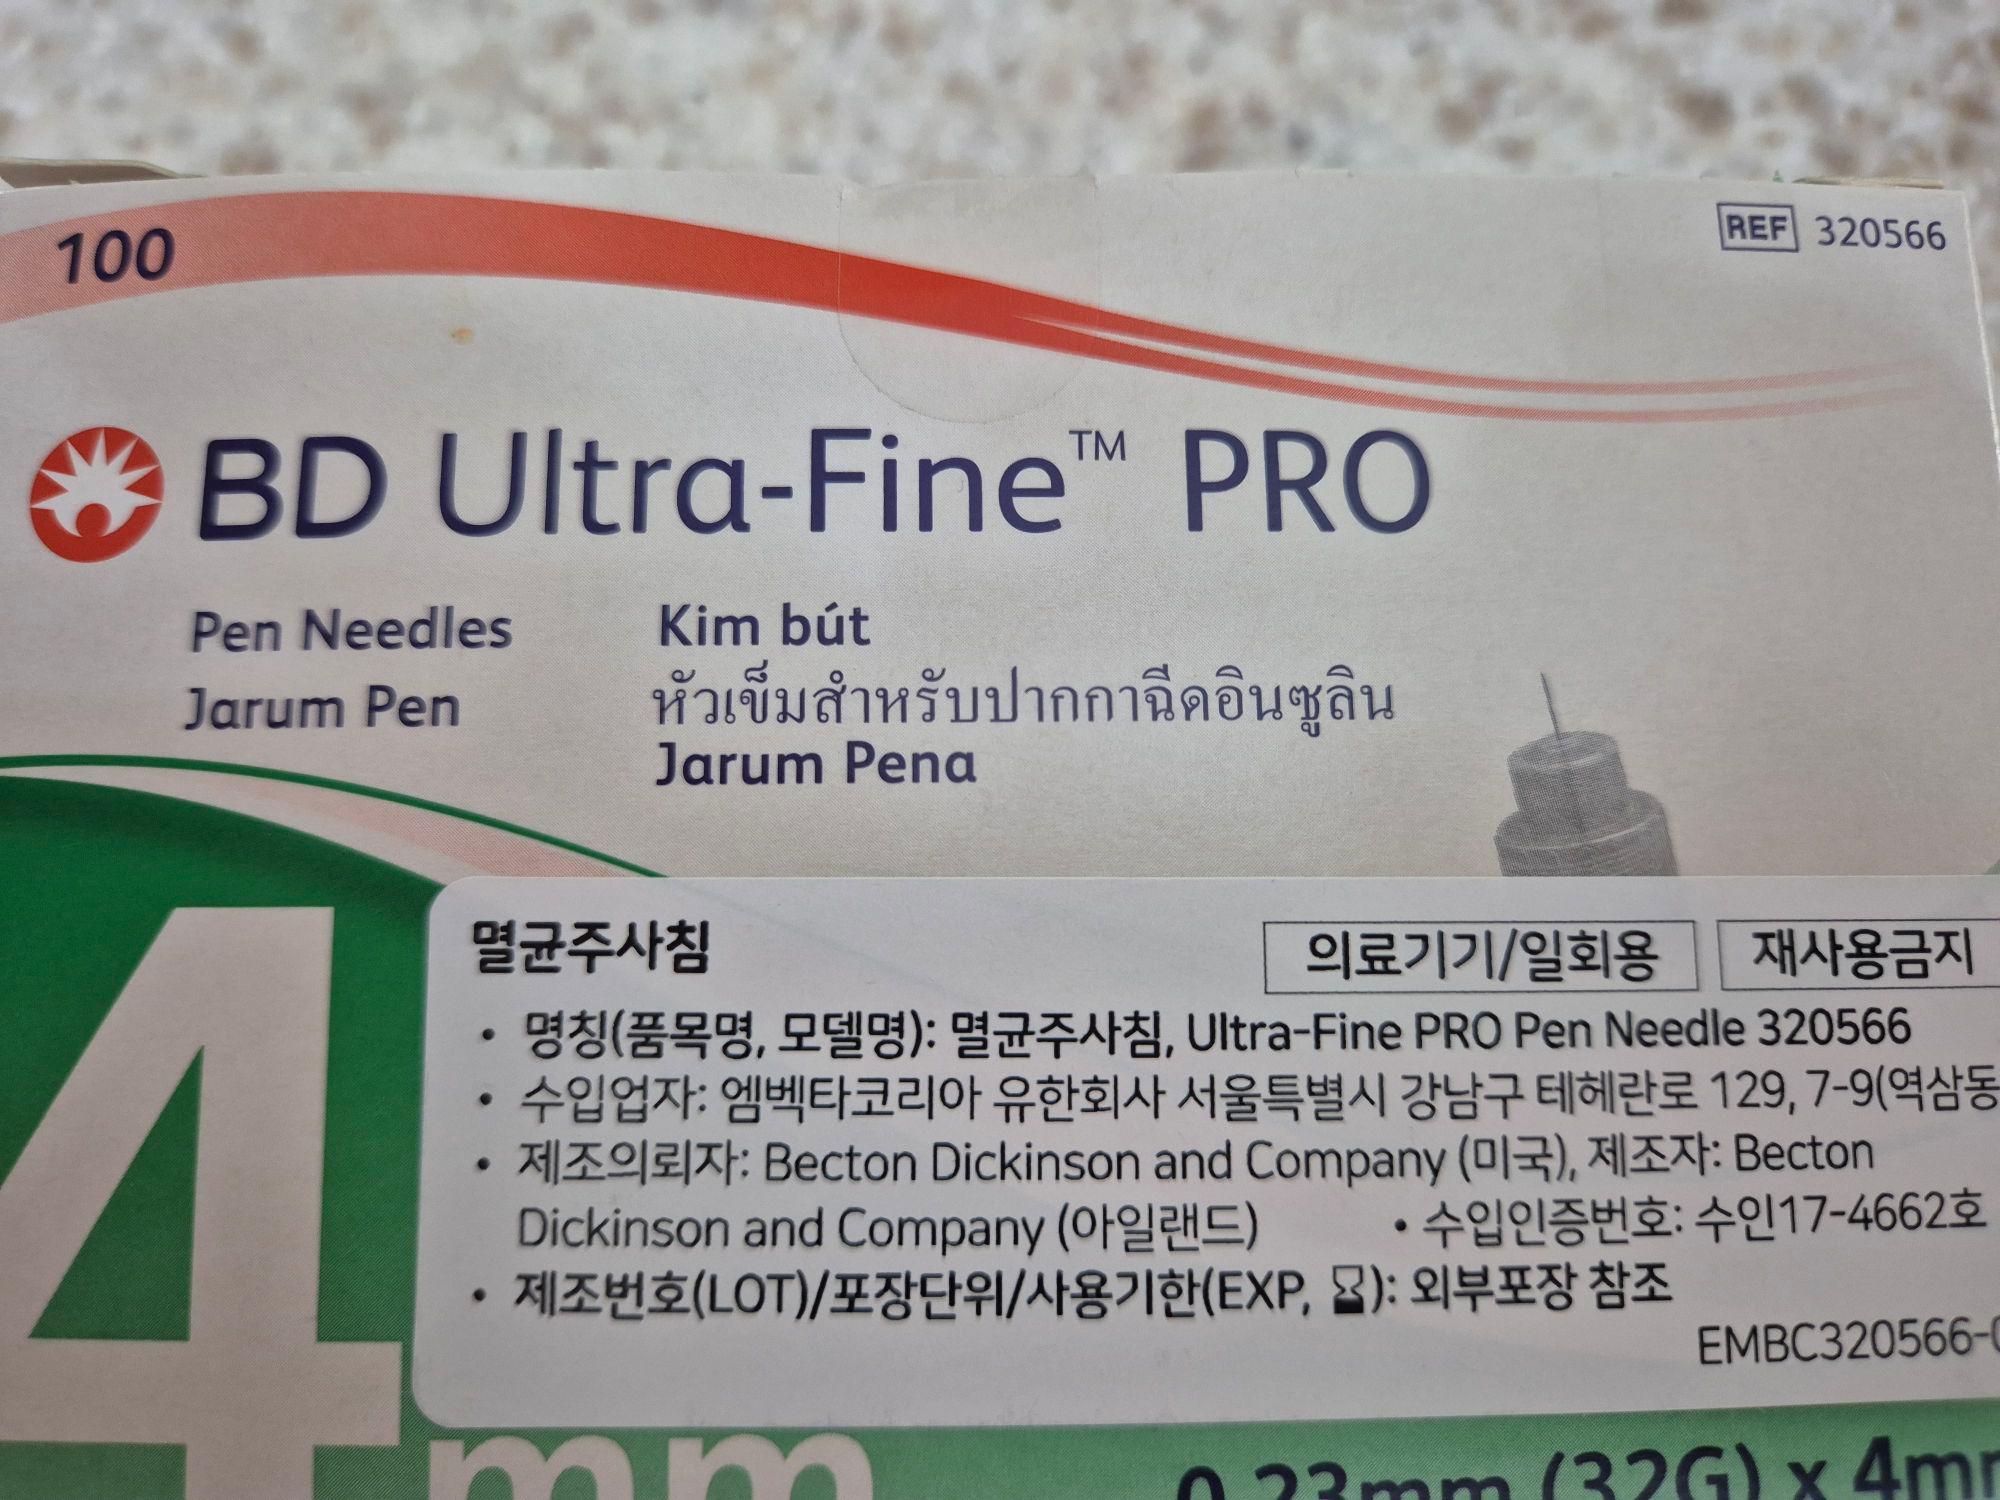 100
REF 320566
BD Ultra-Fine™ PRO
Pen Needles
Jarum Pen
Kim bút
หัวเข็มสำหรับปากกาฉีดอินซูลิน
Jarum Pena
멸균주사침
의료기기/일회용
재사용금지
• 명칭(품목명, 모델명): 멸균주사침, Ultra-Fine PRO Pen Needle 320566
• 수입업자: 엠벡타코리아 유한회사 서울특별시 강남구 테헤란로 129, 7-9(역삼동
• 제조의뢰자: Becton Dickinson and Company (미국), 제조자: Becton
Dickinson and Company (아일랜드) • 수입인증번호: 수인17-4662호
• 제조번호(LOT)/포장단위/사용기한(EXP, ⌛): 외부포장 참조
EMBC320566-0
4mm
0.23mm (32G) x 4mm